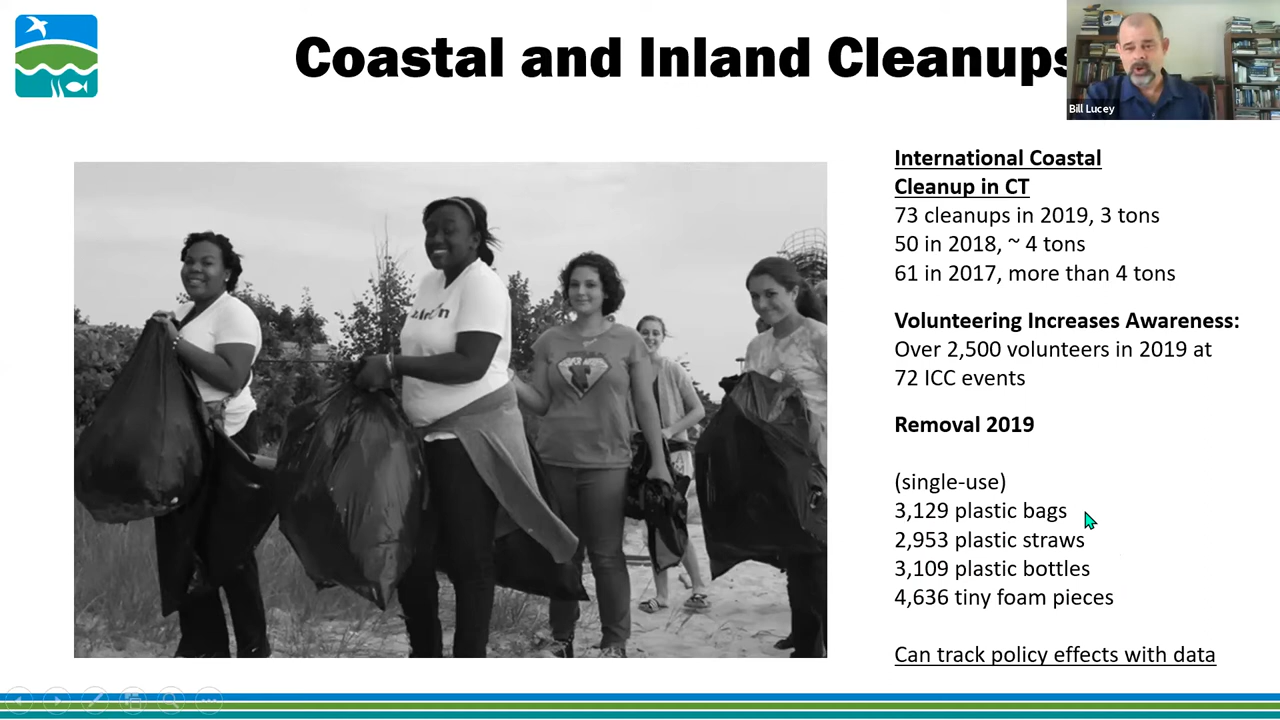 Coastal and Inland Cleanups
Bill Lucey
International Coastal
Cleanup in CT
73 cleanups in 2019, 3 tons
50 in 2018, ~ 4 tons
61 in 2017, more than 4 tons
Volunteering Increases Awareness:
Over 2,500 volunteers in 2019 at
72 ICC events
Removal 2019
(single-use)
3,129 plastic bags
2,953 plastic straws
3,109 plastic bottles
4,636 tiny foam pieces
Can track policy effects with data